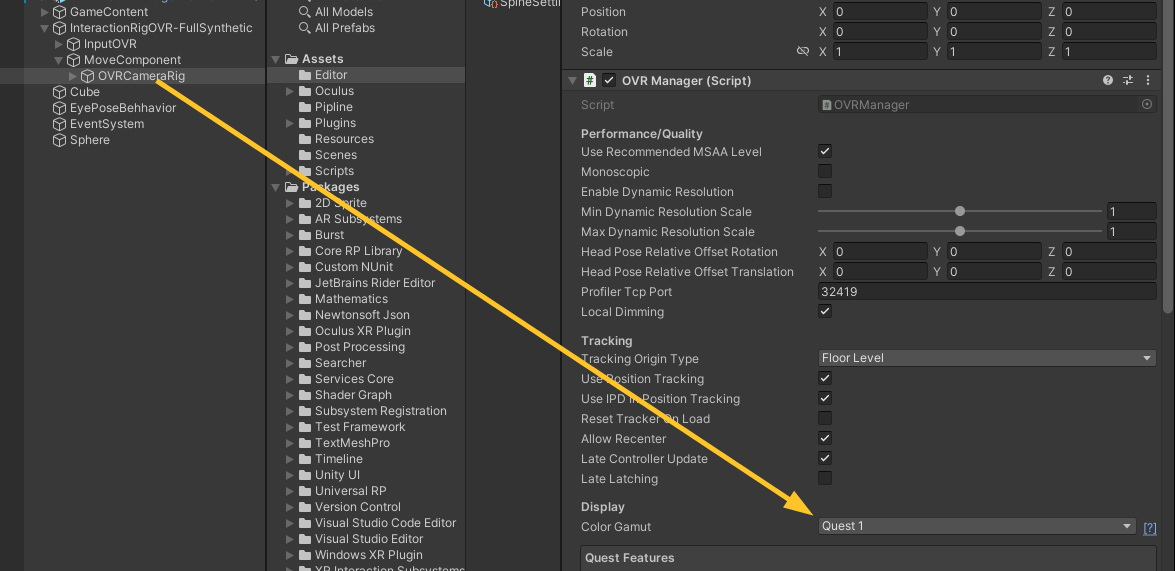 GameContent
InteractionRigOVR-FullSynthetic
InputOVR
MoveComponent
OVRCameraRig
Cube
EyePoseBehhavior
EventSystem
Sphere
All Models
All Prefabs
Assets
Editor
Oculus
Pipline
Plugins
Resources
Scenes
Scripts
Packages
2D Sprite
AR Subsystems
Burst
Core RP Library
Custom NUnit
JetBrains Rider Editor
Mathematics
Newtonsoft Json
Oculus XR Plugin
Post Processing
Searcher
Services Core
Shader Graph
Subsystem Registration
Test Framework
TextMeshPro
Timeline
Unity UI
Universal RP
Version Control
Visual Studio Code Editor
Visual Studio Editor
Windows XR Plugin
XR Interaction Subsystems
SpineSetti
Position X 0 Y 0 Z 0
Rotation X 0 Y 0 Z 0
Scale X 1 Y 1 Z 1
# OVR Manager (Script)
Script OVRManager
Performance/Quality
Use Recommended MSAA Level
Monoscopic
Enable Dynamic Resolution
Min Dynamic Resolution Scale 1
Max Dynamic Resolution Scale 1
Head Pose Relative Offset Rotation X 0 Y 0 Z 0
Head Pose Relative Offset Translation X 0 Y 0 Z 0
Profiler Tcp Port 32419
Local Dimming
Tracking
Tracking Origin Type Floor Level
Use Position Tracking
Use IPD in Position Tracking
Reset Tracker On Load
Allow Recenter
Late Controller Update
Late Latching
Display
Color Gamut Quest 1 [?]
Quest Features